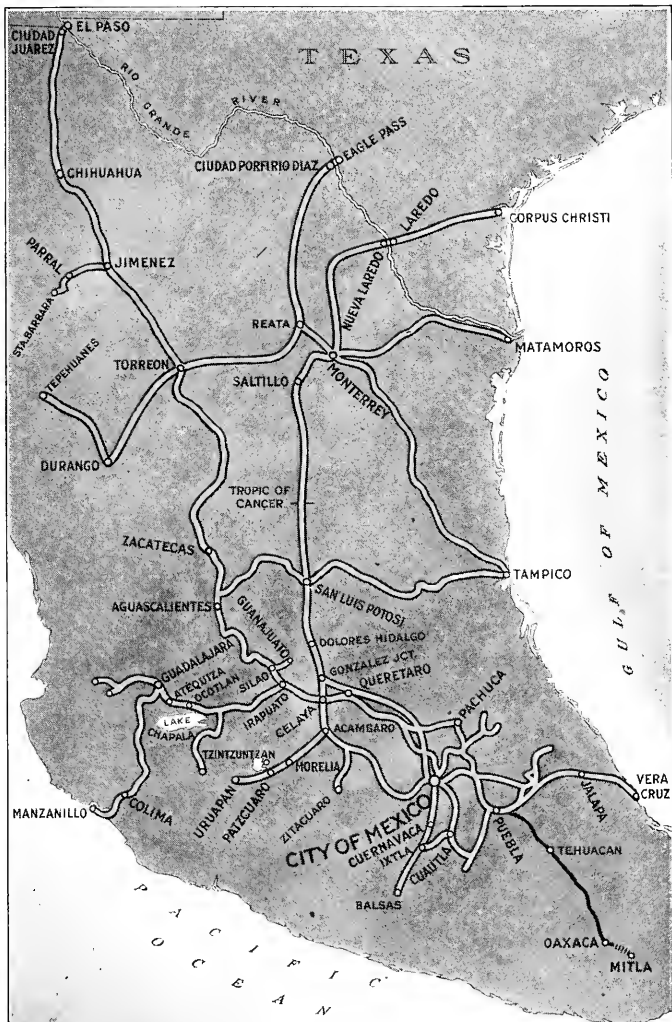 EL PASO
CIUDAD
JUÁREZ
TEXAS
RIO
GRANDE
RIVER
CIUDAD PORFIRIO DIAZ
EAGLE PASS
CHIHUAHUA
LAREDO
CORPUS CHRISTI
NUEVA LAREDO
PARRAL
JIMENEZ
STA. BARBARA
REATA
MATAMOROS
TEPEHUANES
TORREON
SALTILLO
MONTERREY
DURANGO
GULF OF MEXICO
TROPIC OF
CANCER
ZACATECAS
TAMPICO
SAN LUIS POTOSI
AGUASCALIENTES
GUANAJUATO
DOLORES HIDALGO
GUADALAJARA
ATEQUIZA
OCOTLAN
SILAO
GONZALEZ JCT.
QUERETARO
PACHUCA
IRAPUATO
CELAYA
LAKE
CHAPALA
ACAMBARO
TZINTZUNTZAN
MORELIA
URUAPAN
PATZCUARO
ZITACUARO
MANZANILLO
COLIMA
CITY OF MEXICO
CUERNAVACA
IXTLA
CUAUTLA
PUEBLA
JALAPA
VERA
CRUZ
BALSAS
TEHUACAN
OAXACA
MITLA
PACIFIC
OCEAN